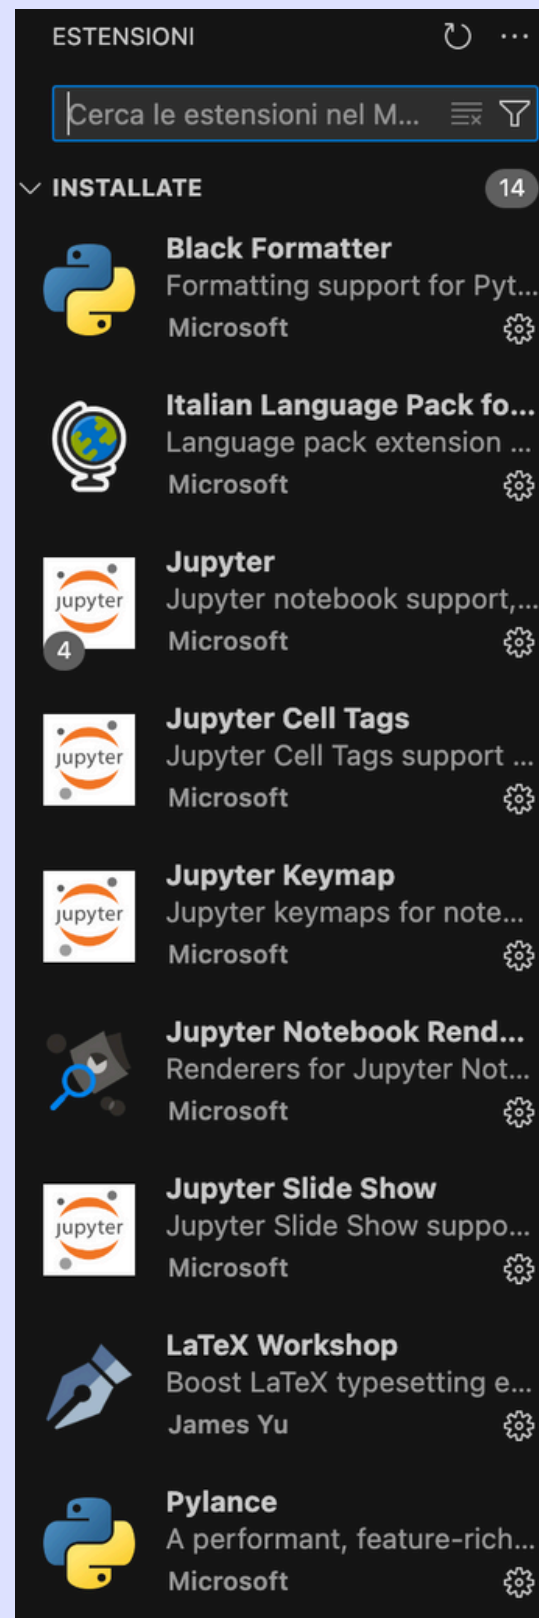 ESTENSIONI
Cerca le estensioni nel M...
INSTALLATE 14
Black Formatter
Formatting support for Pyt...
Microsoft
Italian Language Pack fo...
Language pack extension ...
Microsoft
jupyter
4
Jupyter
Jupyter notebook support,...
Microsoft
jupyter
Jupyter Cell Tags
Jupyter Cell Tags support ...
Microsoft
jupyter
Jupyter Keymap
Jupyter keymaps for note...
Microsoft
Jupyter Notebook Rend...
Renderers for Jupyter Not...
Microsoft
jupyter
Jupyter Slide Show
Jupyter Slide Show suppo...
Microsoft
LaTeX Workshop
Boost LaTeX typesetting e...
James Yu
Pylance
A performant, feature-rich...
Microsoft